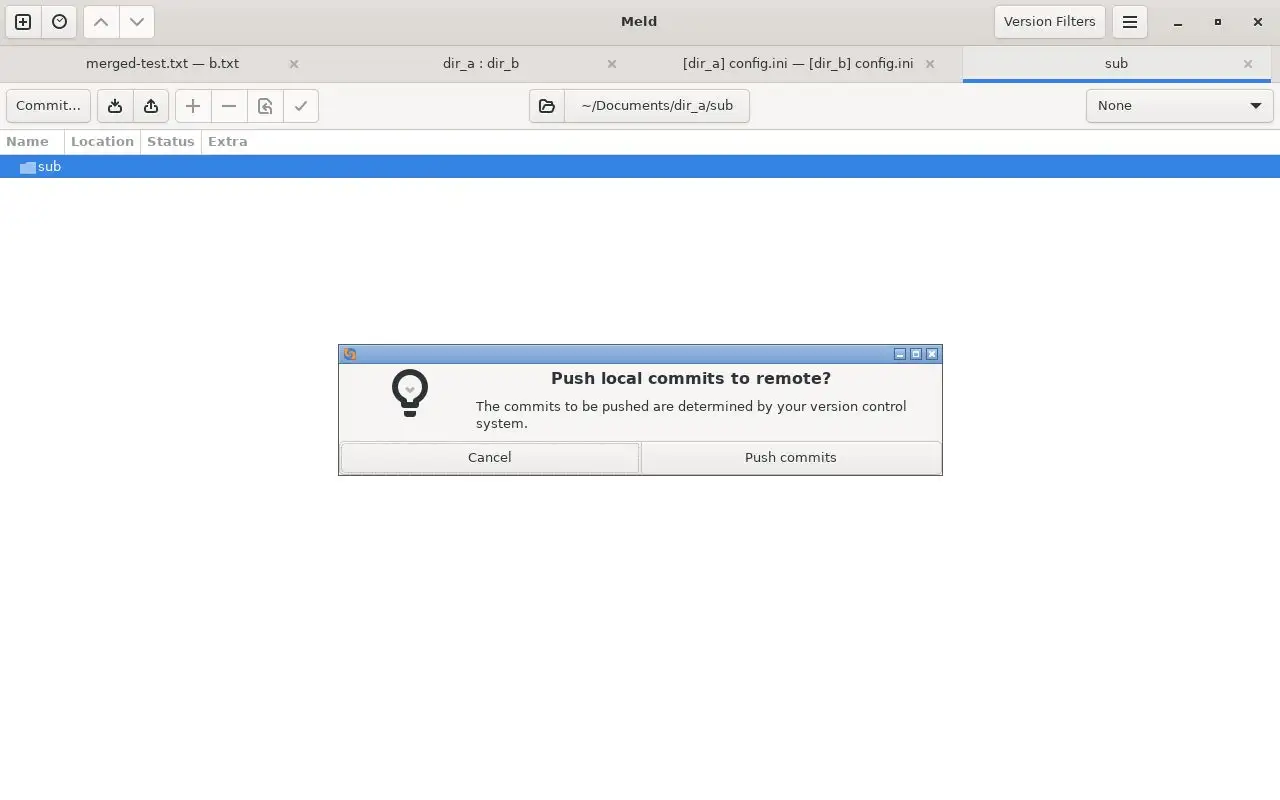 Meld
Version Filters
merged-test.txt — b.txt
dir_a : dir_b
[dir_a] config.ini — [dir_b] config.ini
sub
Commit...
~/Documents/dir_a/sub
None
Name
Location
Status
Extra
sub
Push local commits to remote?
The commits to be pushed are determined by your version control
system.
Cancel
Push commits